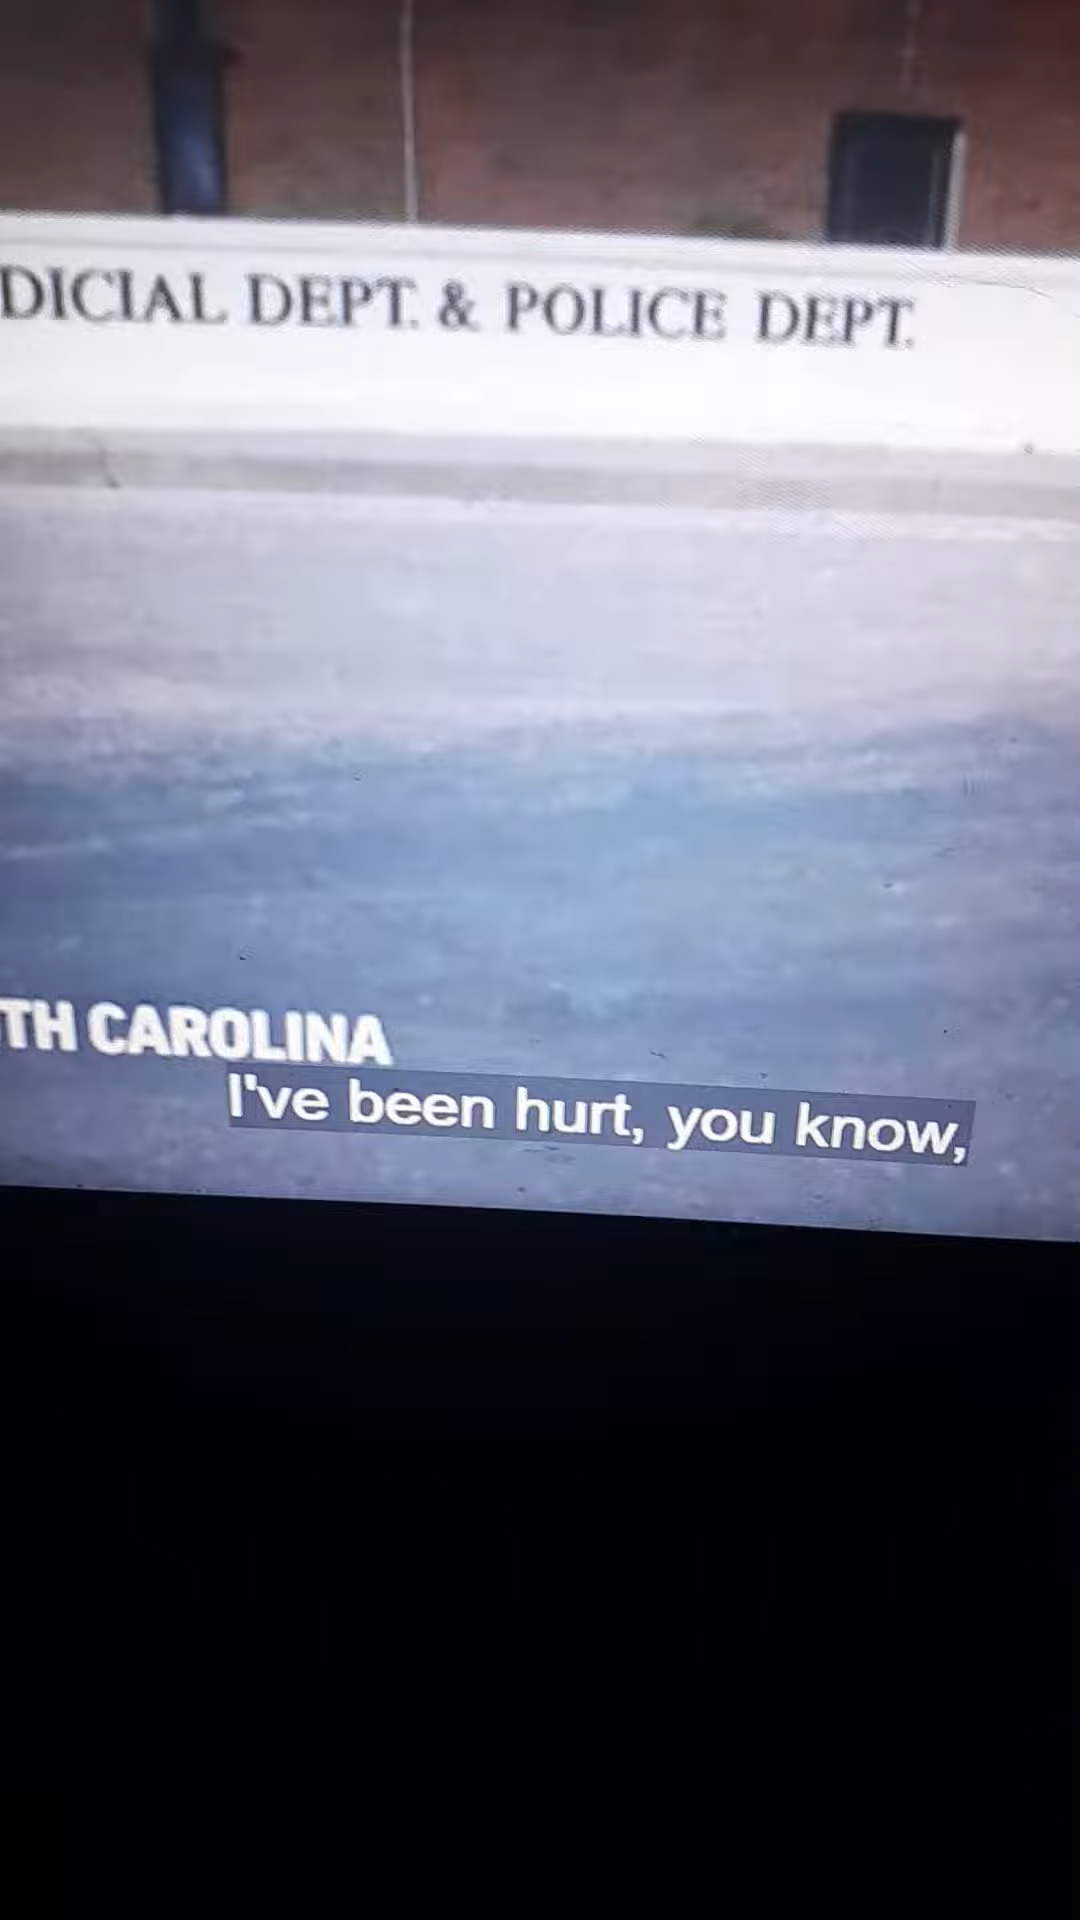 DICIAL DEPT. & POLICE DEPT.
TH CAROLINA
I've been hurt, you know,